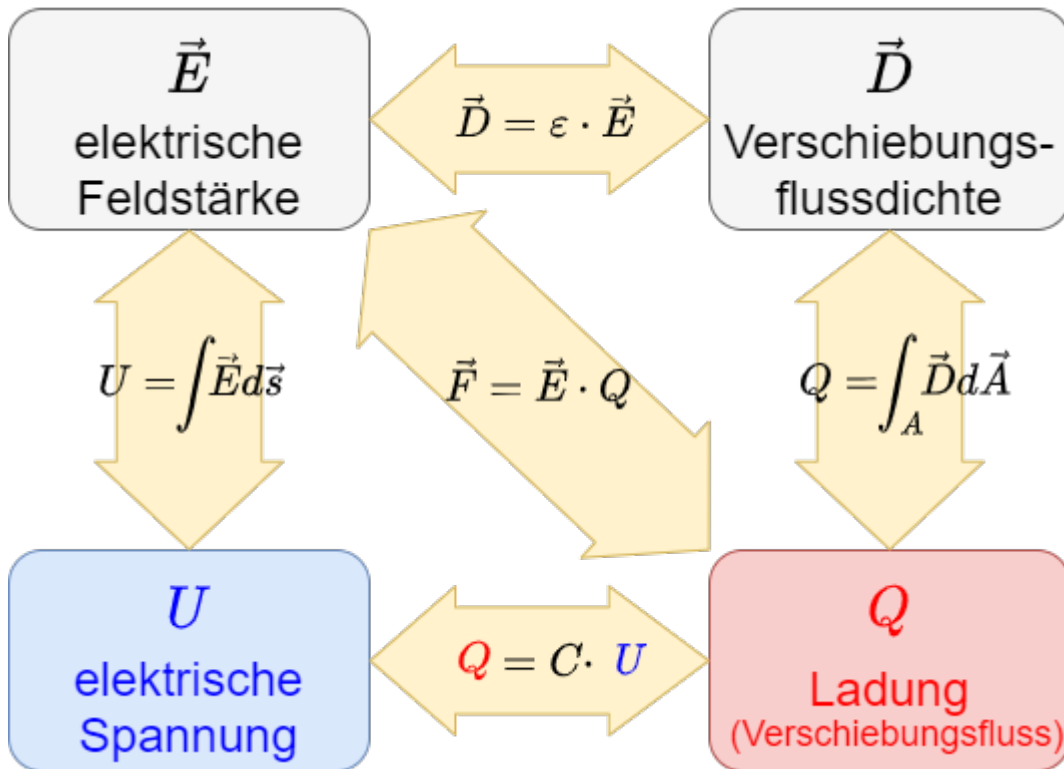 E⃗
elektrische
Feldstärke
D⃗ = ε · E⃗
D⃗
Verschiebungs-
flussdichte
U = ∫E⃗ds⃗
F⃗ = E⃗ · Q
Q = ∫_A D⃗dA⃗
U
elektrische
Spannung
Q = C· U
Q
Ladung
(Verschiebungsfluss)